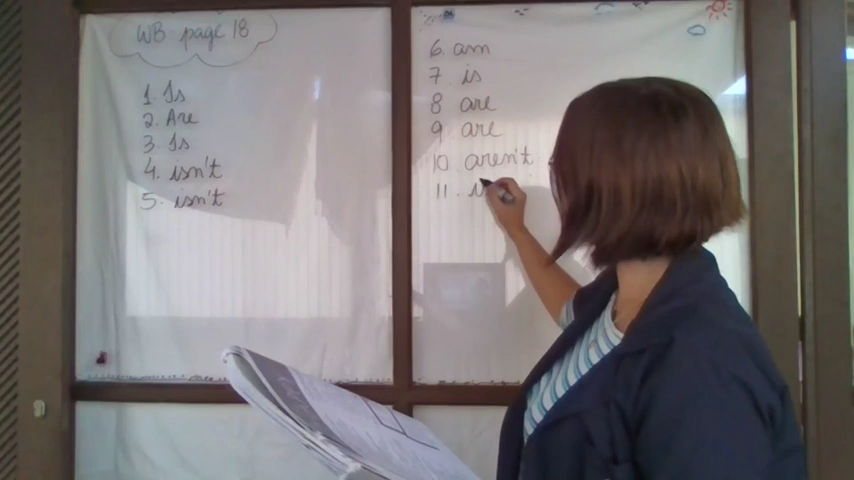 WB page 18
1. Is
2. Are
3. Is
4. isn't
5. isn't
6. am
7. is
8 are
9. are
10 aren't
11.